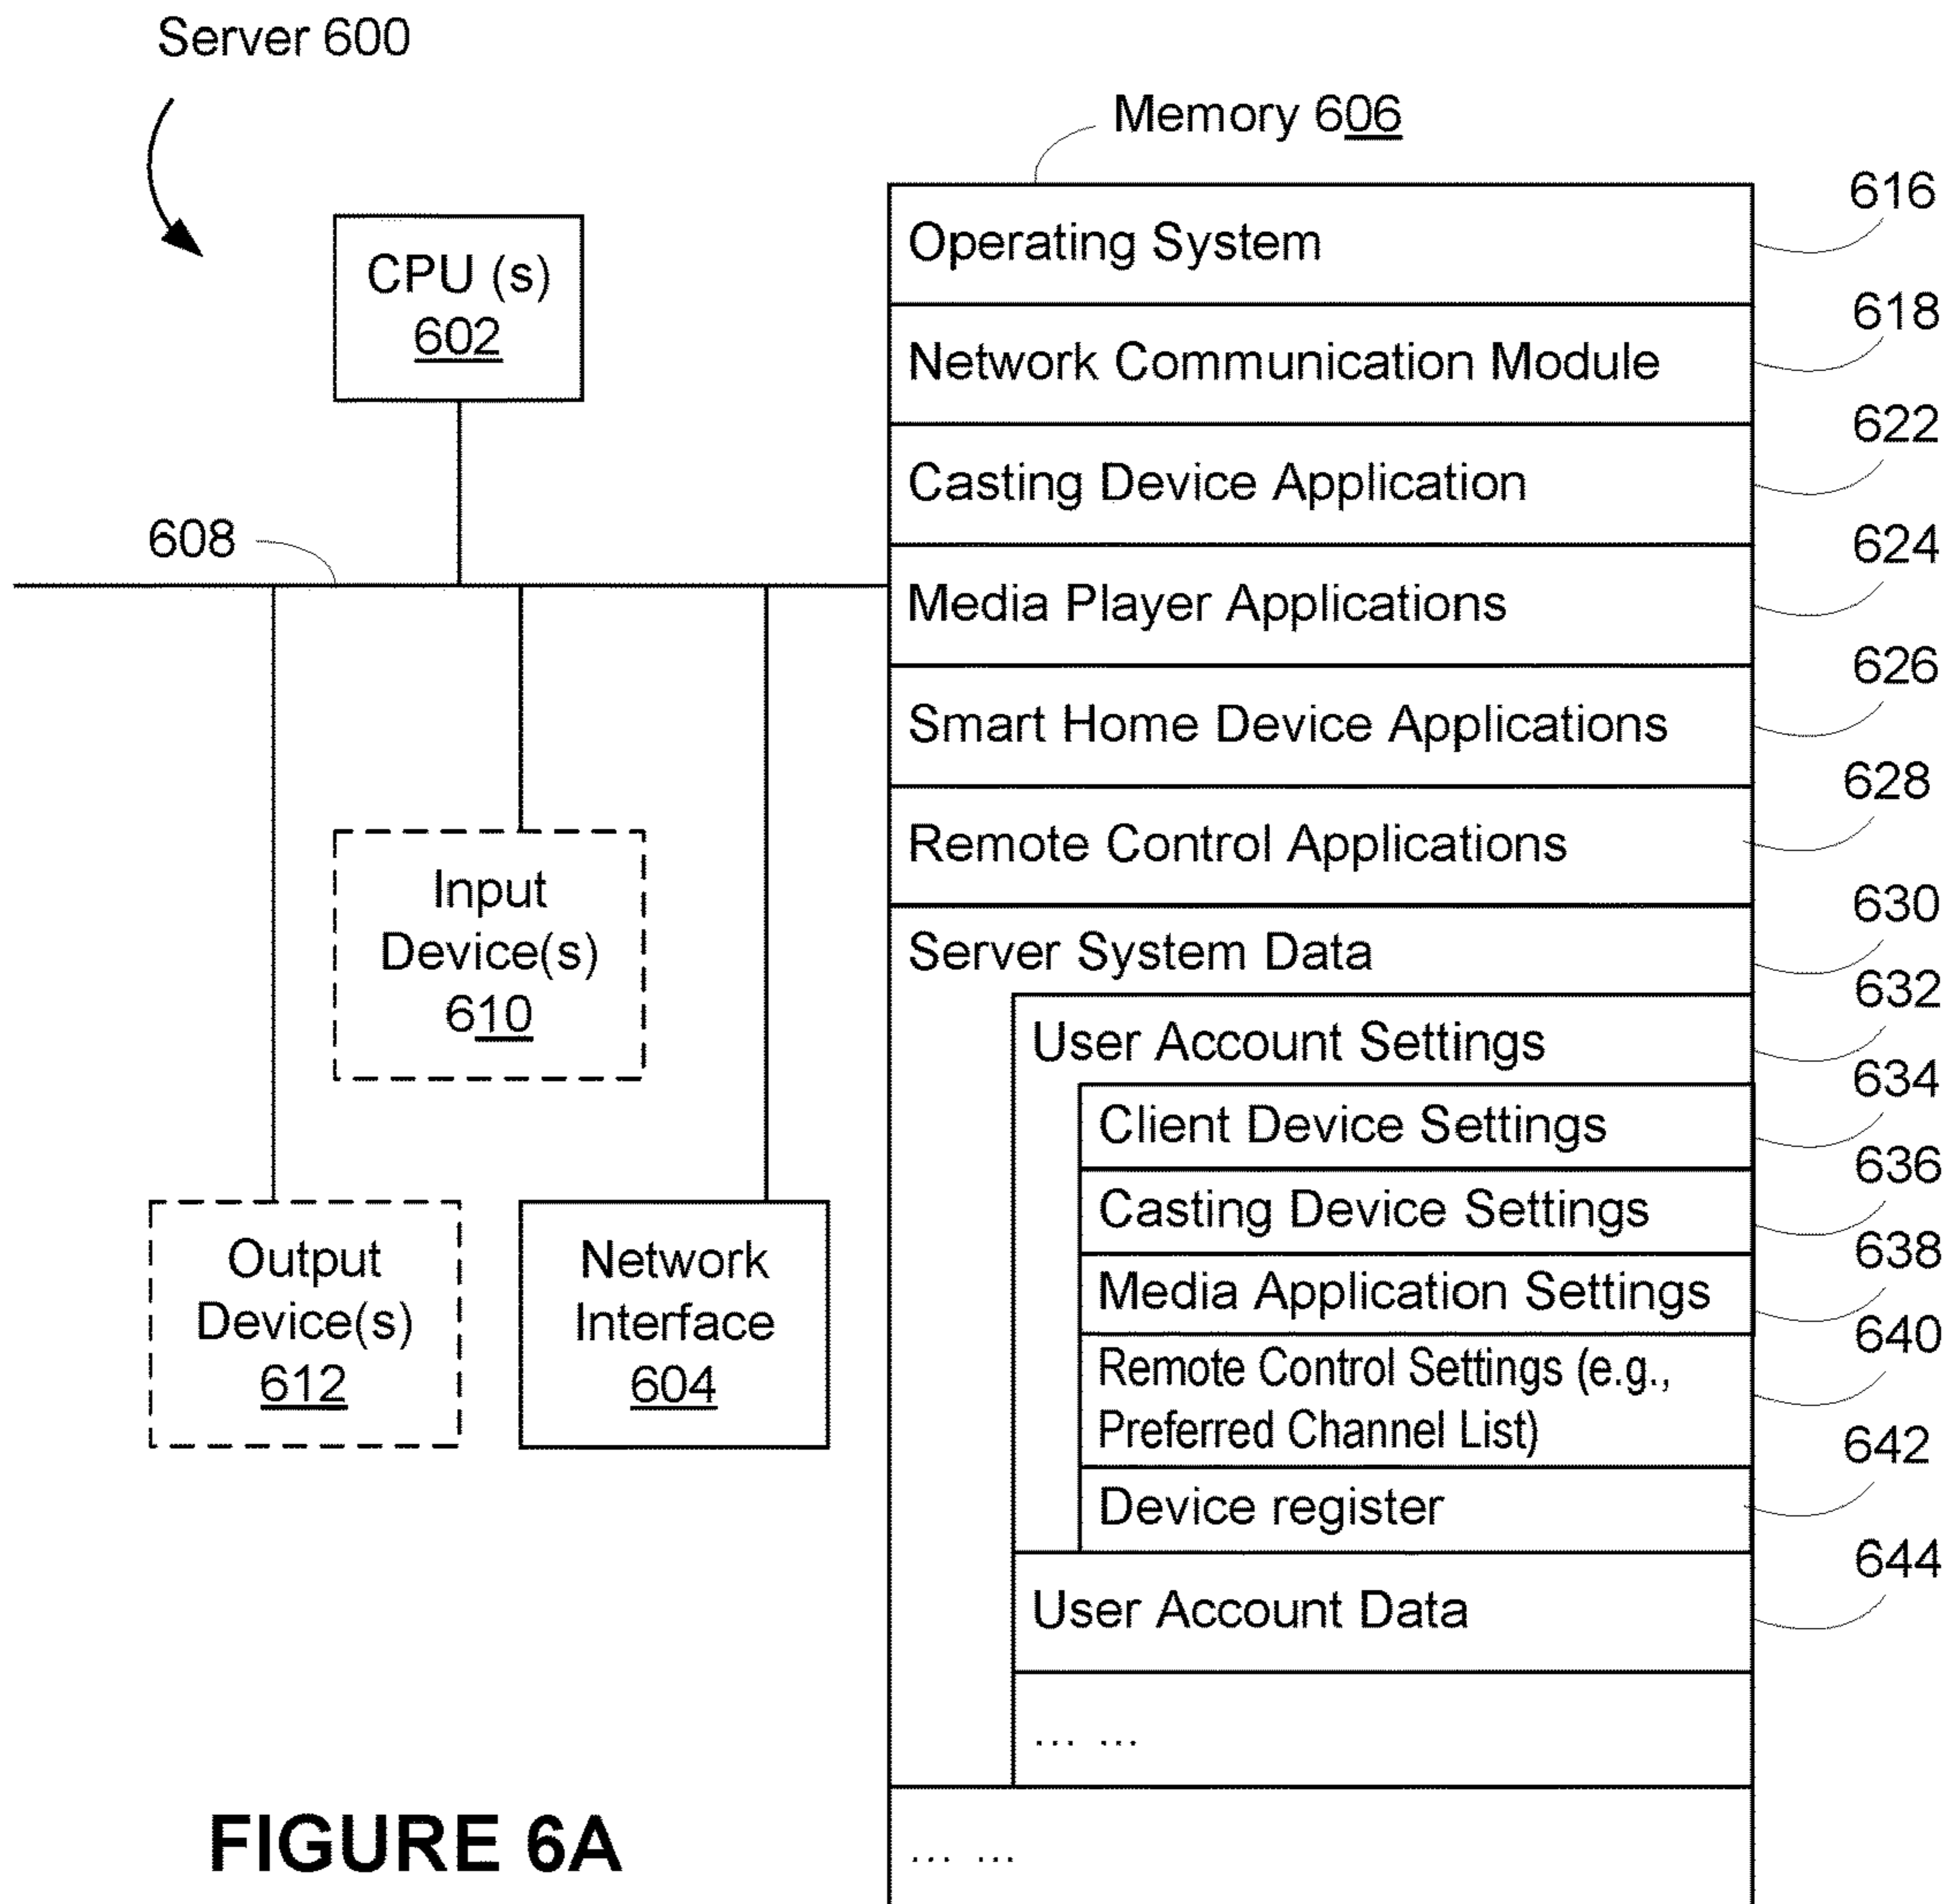 Server 600
Memory 606
CPU (s)
602
608
Input
Device(s)
610
Output
Device(s)
612
Network
Interface
604
Operating System
616
Network Communication Module
618
Casting Device Application
622
Media Player Applications
624
Smart Home Device Applications
626
Remote Control Applications
628
Server System Data
630
User Account Settings
632
Client Device Settings
634
Casting Device Settings
636
Media Application Settings
638
Remote Control Settings (e.g.,
Preferred Channel List)
640
Device register
642
User Account Data
644
... ...
... ...
FIGURE 6A